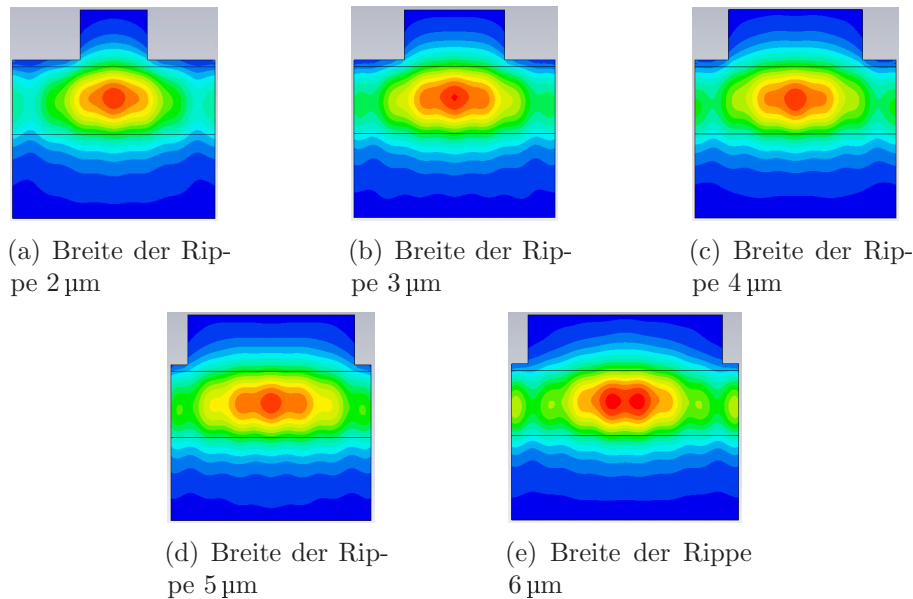 (a) Breite der Rip-
pe 2 µm
(b) Breite der Rip-
pe 3 µm
(c) Breite der Rip-
pe 4 µm
(d) Breite der Rip-
pe 5 µm
(e) Breite der Rippe
6 µm